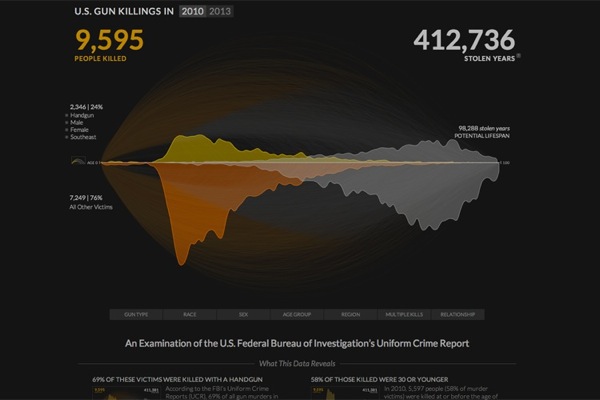 U.S. GUN KILLINGS IN 2010 2013
9,595
PEOPLE KILLED
412,736
STOLEN YEARS
2,346 | 24%
Handgun
Male
Female
Southeast
98,288 stolen years
POTENTIAL LIFESPAN
AGE 0
100
7,249 | 76%
All Other Victims
GUN TYPE RACE SEX AGE GROUP REGION MULTIPLE KILLS RELATIONSHIP
An Examination of the U.S. Federal Bureau of Investigation's Uniform Crime Report
What This Data Reveals
69% OF THESE VICTIMS WERE KILLED WITH A HANDGUN
According to the FBI's Uniform Crime
Reports (UCR), 69% of all gun murders in
58% OF THOSE KILLED WERE 30 OR YOUNGER
In 2010, 5,597 people (58% of murder
victims) were killed at or before the age of